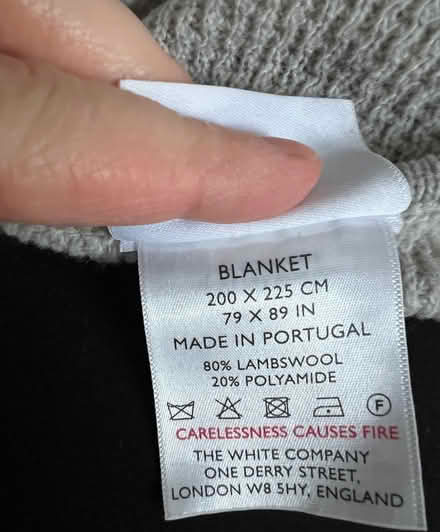 BLANKET
200 X 225 CM
79 X 89 IN
MADE IN PORTUGAL
80% LAMBSWOOL
20% POLYAMIDE
F
CARELESSNESS CAUSES FIRE
THE WHITE COMPANY
ONE DERRY STREET,
LONDON W8 5HY, ENGLAND